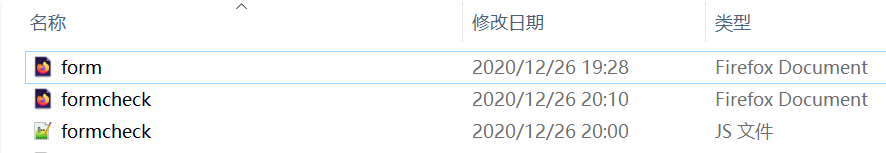 名称 修改日期 类型
form 2020/12/26 19:28 Firefox Document
formcheck 2020/12/26 20:10 Firefox Document
formcheck 2020/12/26 20:00 JS 文件